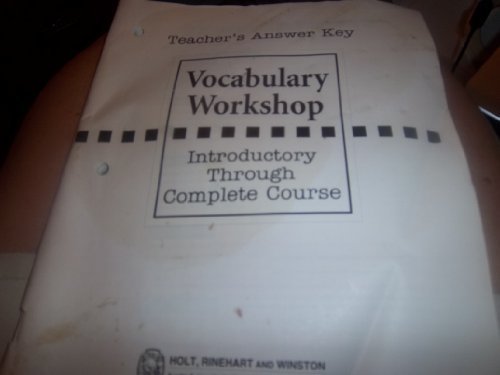 Teacher's Answer Key
Vocabulary
Workshop
Introductory
Through
Complete Course
HOLT, RINEHART AND WINSTON